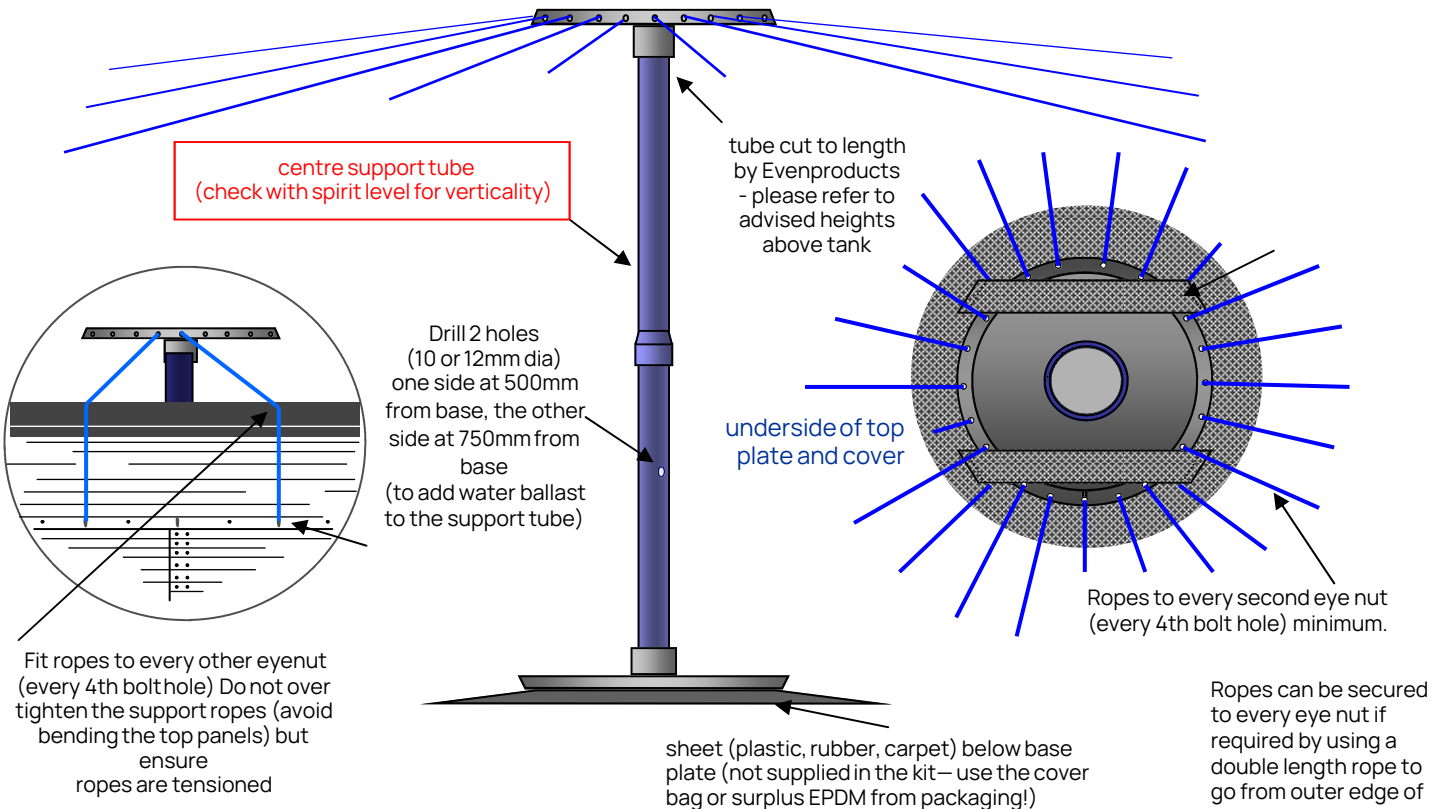 centre support tube
(check with spirit level for verticality)
tube cut to length
by Evenproducts
- please refer to
advised heights
above tank
Drill 2 holes
(10 or 12mm dia)
one side at 500mm
from base, the other
side at 750mm from
base
(to add water ballast
to the support tube)
underside of top
plate and cover
Ropes to every second eye nut
(every 4th bolt hole) minimum.
Fit ropes to every other eyenut
(every 4th bolt hole) Do not over
tighten the support ropes (avoid
bending the top panels) but
ensure
ropes are tensioned
sheet (plastic, rubber, carpet) below base
plate (not supplied in the kit— use the cover
bag or surplus EPDM from packaging!)
Ropes can be secured
to every eye nut if
required by using a
double length rope to
go from outer edge of